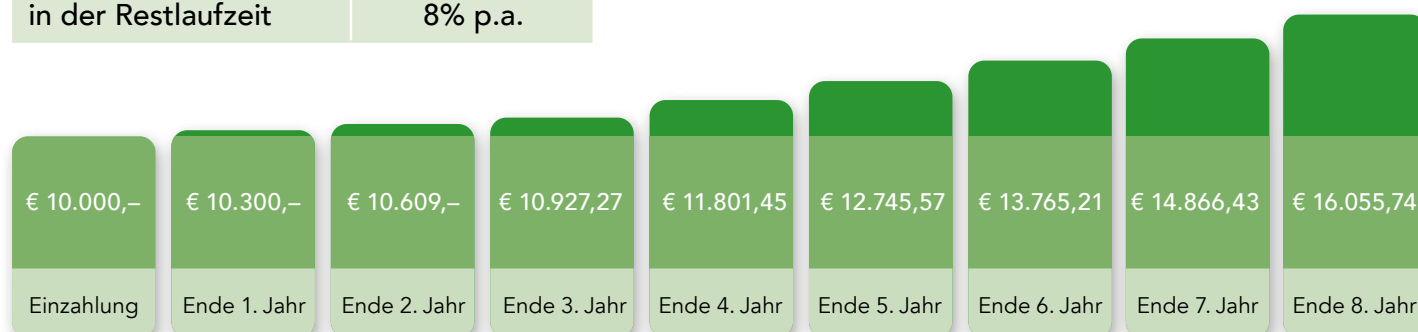 in der Restlaufzeit 8% p.a.
€ 10.000,– € 10.300,– € 10.609,– € 10.927,27 € 11.801,45 € 12.745,57 € 13.765,21 € 14.866,43 € 16.055,74
Einzahlung Ende 1. Jahr Ende 2. Jahr Ende 3. Jahr Ende 4. Jahr Ende 5. Jahr Ende 6. Jahr Ende 7. Jahr Ende 8. Jahr